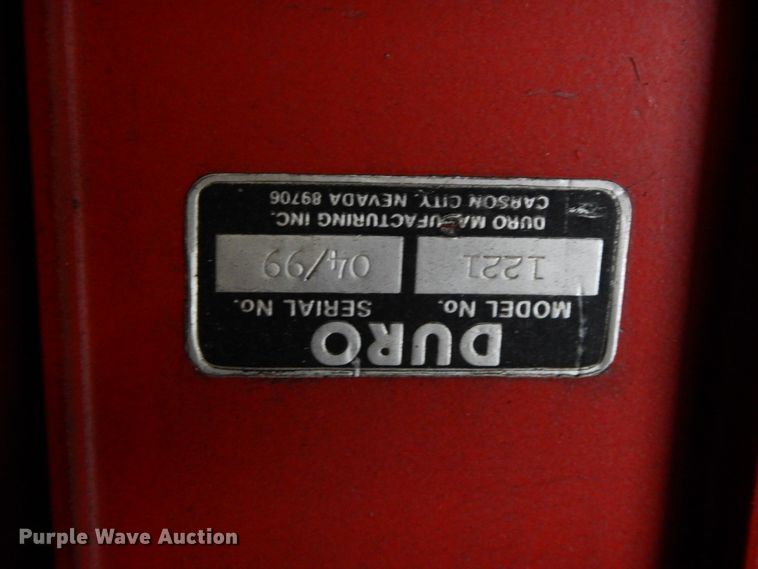 DURO
MODEL No. SERIAL No.
1221 04/99
DURO MANUFACTURING INC.
CARSON CITY, NEVADA 89706
Purple Wave Auction